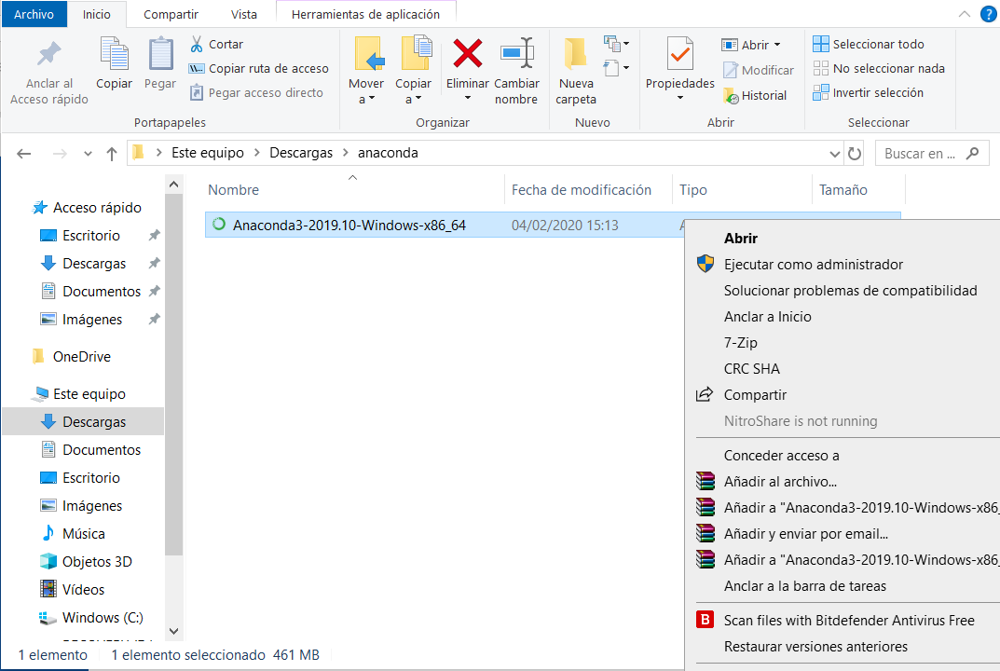 Archivo Inicio Compartir Vista Herramientas de aplicación
Anclar al
Acceso rápido
Copiar
Pegar
Cortar
Copiar ruta de acceso
Pegar acceso directo
Portapapeles
Mover
a
Copiar
a
Eliminar
Cambiar
nombre
Organizar
Nueva
carpeta
Nuevo
Propiedades
Abrir
Modificar
Historial
Abrir
Seleccionar todo
No seleccionar nada
Invertir selección
Seleccionar
Este equipo > Descargas > anaconda
Buscar en ...
Nombre Fecha de modificación Tipo Tamaño
Anaconda3-2019.10-Windows-x86_64 04/02/2020 15:13
Acceso rápido
Escritorio
Descargas
Documentos
Imágenes
OneDrive
Este equipo
Descargas
Documentos
Escritorio
Imágenes
Música
Objetos 3D
Vídeos
Windows (C:)
Abrir
Ejecutar como administrador
Solucionar problemas de compatibilidad
Anclar a Inicio
7-Zip
CRC SHA
Compartir
NitroShare is not running
Conceder acceso a
Añadir al archivo...
Añadir a "Anaconda3-2019.10-Windows-x86_
Añadir y enviar por email...
Añadir a "Anaconda3-2019.10-Windows-x86_
Anclar a la barra de tareas
B Scan files with Bitdefender Antivirus Free
Restaurar versiones anteriores
1 elemento 1 elemento seleccionado 461 MB